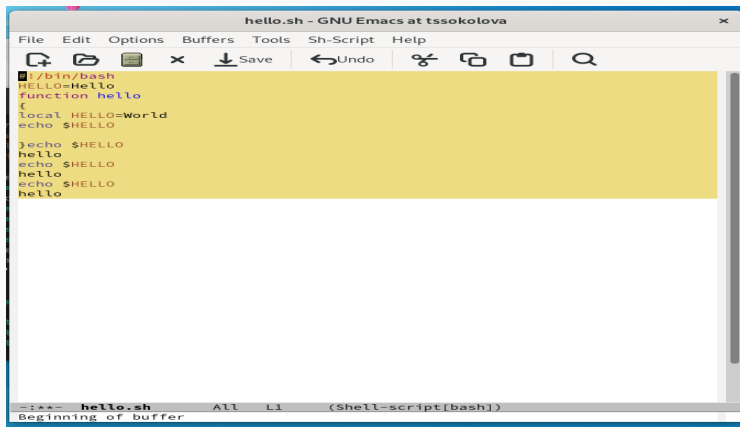 hello.sh - GNU Emacs at tssokolova
File Edit Options Buffers Tools Sh-Script Help
Save Undo
#!/bin/bash
HELLO=Hello
function hello
{
local HELLO=World
echo $HELLO
}echo $HELLO
hello
echo $HELLO
hello
echo $HELLO
hello
-:**- hello.sh All L1 (Shell-script[bash])
Beginning of buffer